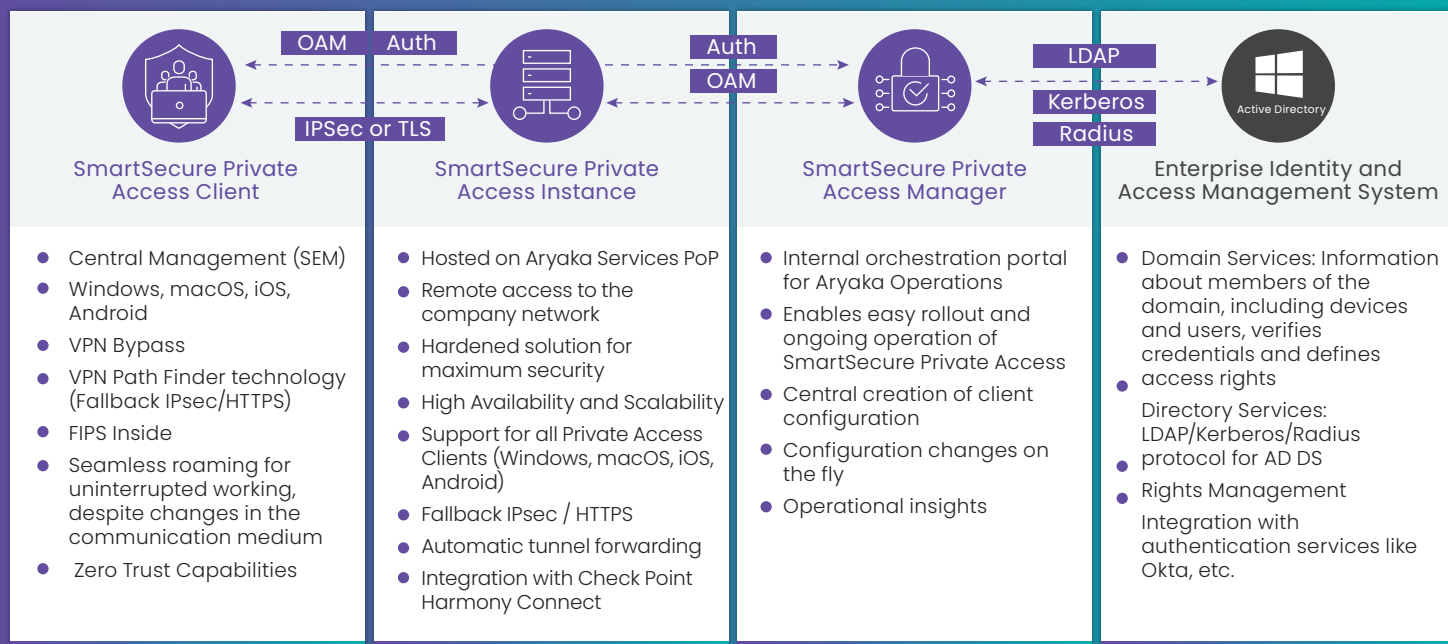 OAM Auth
IPSec or TLS
Auth
OAM
LDAP
Kerberos
Radius
Active Directory
SmartSecure Private
Access Client
SmartSecure Private
Access Instance
SmartSecure Private
Access Manager
Enterprise Identity and
Access Management System
Central Management (SEM)
Windows, macOS, iOS,
Android
VPN Bypass
VPN Path Finder technology
(Fallback IPsec/HTTPS)
FIPS Inside
Seamless roaming for
uninterrupted working,
despite changes in the
communication medium
Zero Trust Capabilities
Hosted on Aryaka Services PoP
Remote access to the
company network
Hardened solution for
maximum security
High Availability and Scalability
Support for all Private Access
Clients (Windows, macOS, iOS,
Android)
Fallback IPsec / HTTPS
Automatic tunnel forwarding
Integration with Check Point
Harmony Connect
Internal orchestration portal
for Aryaka Operations
Enables easy rollout and
ongoing operation of
SmartSecure Private Access
Central creation of client
configuration
Configuration changes on
the fly
Operational insights
Domain Services: Information
about members of the
domain, including devices
and users, verifies
credentials and defines
access rights
Directory Services:
LDAP/Kerberos/Radius
protocol for AD DS
Rights Management
Integration with
authentication services like
Okta, etc.